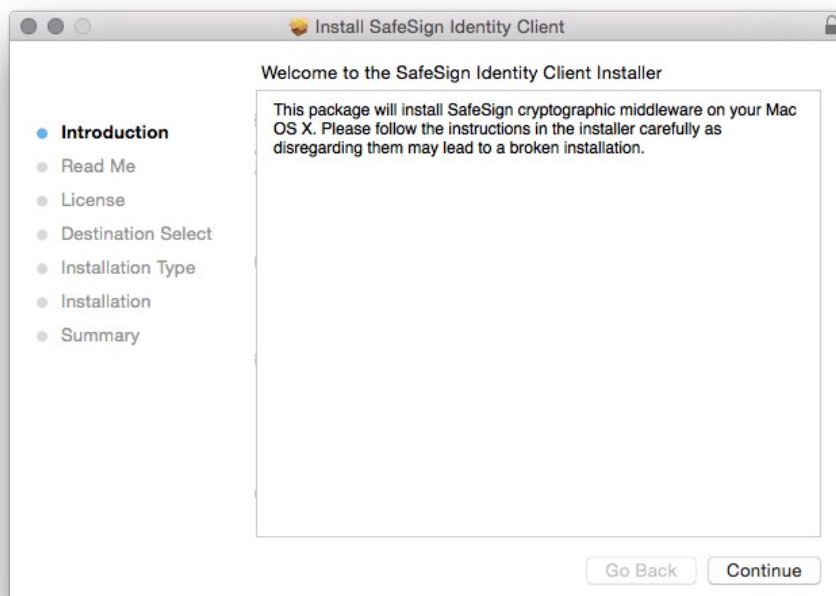 Install SafeSign Identity Client
Welcome to the SafeSign Identity Client Installer
Introduction
Read Me
License
Destination Select
Installation Type
Installation
Summary
This package will install SafeSign cryptographic middleware on your Mac
OS X. Please follow the instructions in the installer carefully as
disregarding them may lead to a broken installation.
Go Back
Continue